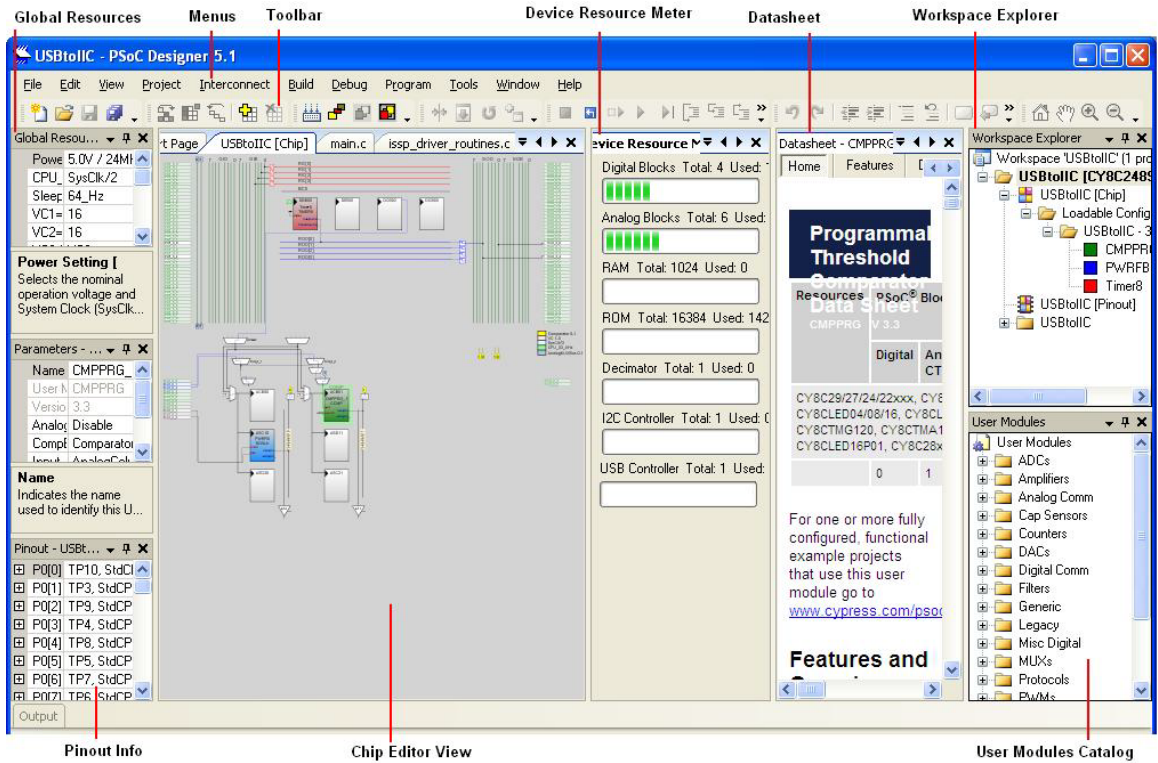 Global Resources
Menus
Toolbar
Device Resource Meter
Datasheet
Workspace Explorer
USBtoIIC - PSoC Designer 5.1
File Edit View Project Interconnect Build Debug Program Tools Window Help
Global Resou...
Powe 5.0V / 24MH
CPU_ SysClk/2
Sleep 64_Hz
VC1= 16
VC2= 16
Power Setting [
Selects the nominal
operation voltage and
System Clock (SysClk...
Parameters - ...
Name CMPPRG_
User M CMPPRG
Versio 3.3
Analog Disable
CompB Comparator
Input AnalogColu
Name
Indicates the name
used to identify this U...
Pinout - USBt...
P0[0] TP10, StdCl
P0[1] TP3, StdCP
P0[2] TP9, StdCP
P0[3] TP4, StdCP
P0[4] TP8, StdCP
P0[5] TP5, StdCP
P0[6] TP7, StdCP
P0[7] TP6, StdCP
Output
rt Page USBtoIIC [Chip] main.c issp_driver_routines.c
evice Resource M
Digital Blocks Total: 4 Used:
Analog Blocks Total: 6 Used:
RAM Total: 1024 Used: 0
ROM Total: 16384 Used: 142
Decimator Total: 1 Used: 0
I2C Controller Total: 1 Used: 0
USB Controller Total: 1 Used:
Datasheet - CMPPRG
Home Features
Programmal
Threshold
Comparator
Data Sheet
CMPPRG V 3.3
Resources PSoC® Bloc
Digital An
CT
CY8C29/27/24/22xxx, CY8
CY8CLED04/08/16, CY8CL
CY8CTMG120, CY8CTMA1
CY8CLED16P01, CY8C28x
0 1
For one or more fully
configured, functional
example projects
that use this user
module go to
www.cypress.com/psoc
Features and
Workspace Explorer
Workspace 'USBtoIIC' (1 pro
USBtoIIC [CY8C2489
USBtoIIC [Chip]
Loadable Config
USBtoIIC - 3
CMPPRG
PWRFB
Timer8
USBtoIIC [Pinout]
USBtoIIC
User Modules
User Modules
ADCs
Amplifiers
Analog Comm
Cap Sensors
Counters
DACs
Digital Comm
Filters
Generic
Legacy
Misc Digital
MUXs
Protocols
PWMs
Pinout Info
Chip Editor View
User Modules Catalog